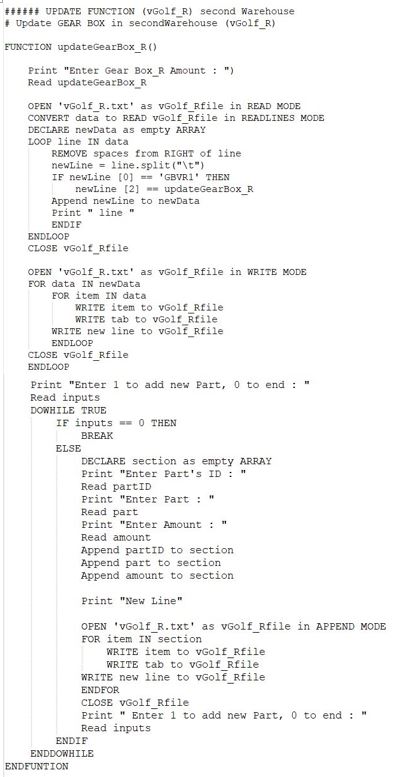 ###### UPDATE FUNCTION (vGolf_R) second Warehouse
# Update GEAR BOX in secondWarehouse (vGolf_R)
FUNCTION updateGearBox_R()
Print "Enter Gear Box_R Amount : ")
Read updateGearBox_R
OPEN 'vGolf_R.txt' as vGolf_Rfile in READ MODE
CONVERT data to READ vGolf_Rfile in READLINES MODE
DECLARE newData as empty ARRAY
LOOP line IN data
REMOVE spaces from RIGHT of line
newLine = line.split("\t")
IF newLine [0] == 'GBVR1' THEN
newLine [2] == updateGearBox_R
Append newLine to newData
Print " line "
ENDIF
ENDLOOP
CLOSE vGolf_Rfile
OPEN 'vGolf_R.txt' as vGolf_Rfile in WRITE MODE
FOR data IN newData
FOR item IN data
WRITE item to vGolf_Rfile
WRITE tab to vGolf_Rfile
WRITE new line to vGolf_Rfile
ENDLOOP
CLOSE vGolf_Rfile
ENDLOOP
Print "Enter 1 to add new Part, 0 to end : "
Read inputs
DOWHILE TRUE
IF inputs == 0 THEN
BREAK
ELSE
DECLARE section as empty ARRAY
Print "Enter Part's ID : "
Read partID
Print "Enter Part : "
Read part
Print "Enter Amount : "
Read amount
Append partID to section
Append part to section
Append amount to section
Print "New Line"
OPEN 'vGolf_R.txt' as vGolf_Rfile in APPEND MODE
FOR item IN section
WRITE item to vGolf_Rfile
WRITE tab to vGolf_Rfile
WRITE new line to vGolf_Rfile
ENDFOR
CLOSE vGolf_Rfile
Print " Enter 1 to add new Part, 0 to end : "
Read inputs
ENDIF
ENDDOWHILE
ENDFUNTION